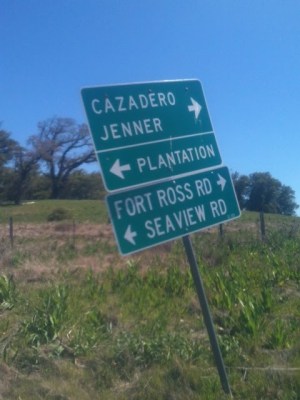 CAZADERO
JENNER
PLANTATION
FORT ROSS RD
SEAVIEW RD